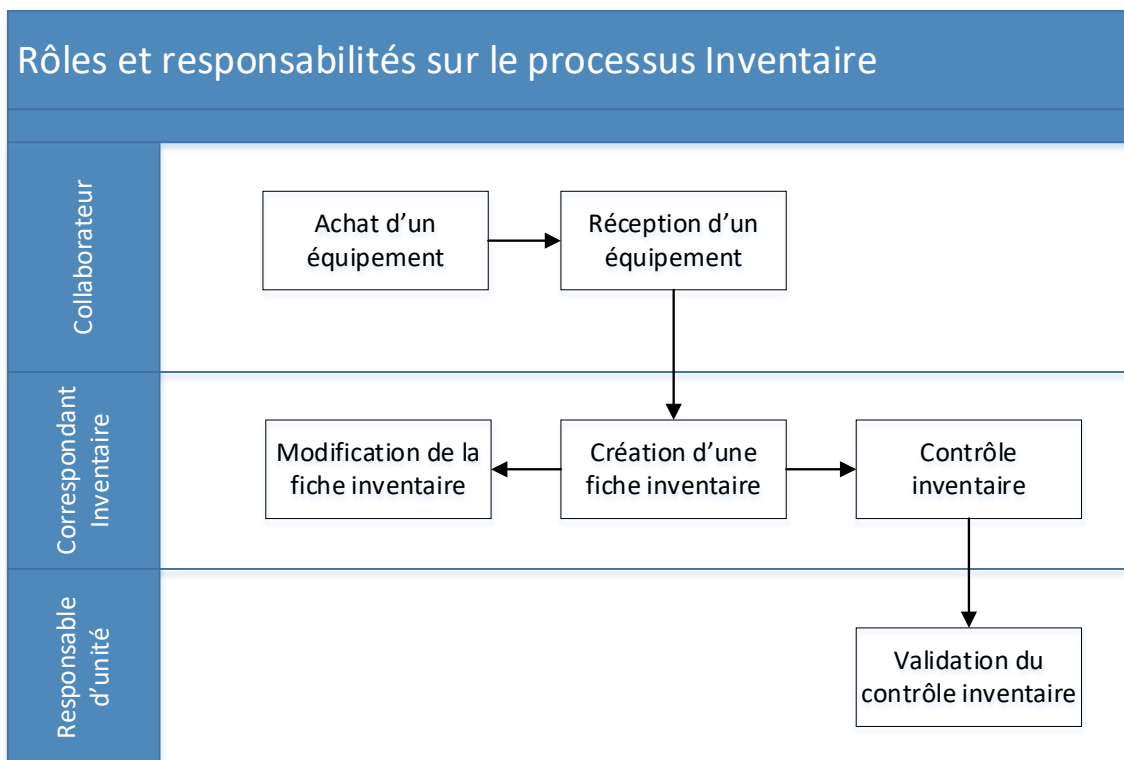 Rôles et responsabilités sur le processus Inventaire
Collaborateur
Achat d’un
équipement
Réception d’un
équipement
Correspondant
Inventaire
Modification de la
fiche inventaire
Création d’une
fiche inventaire
Contrôle
inventaire
Responsable
d’unité
Validation du
contrôle inventaire